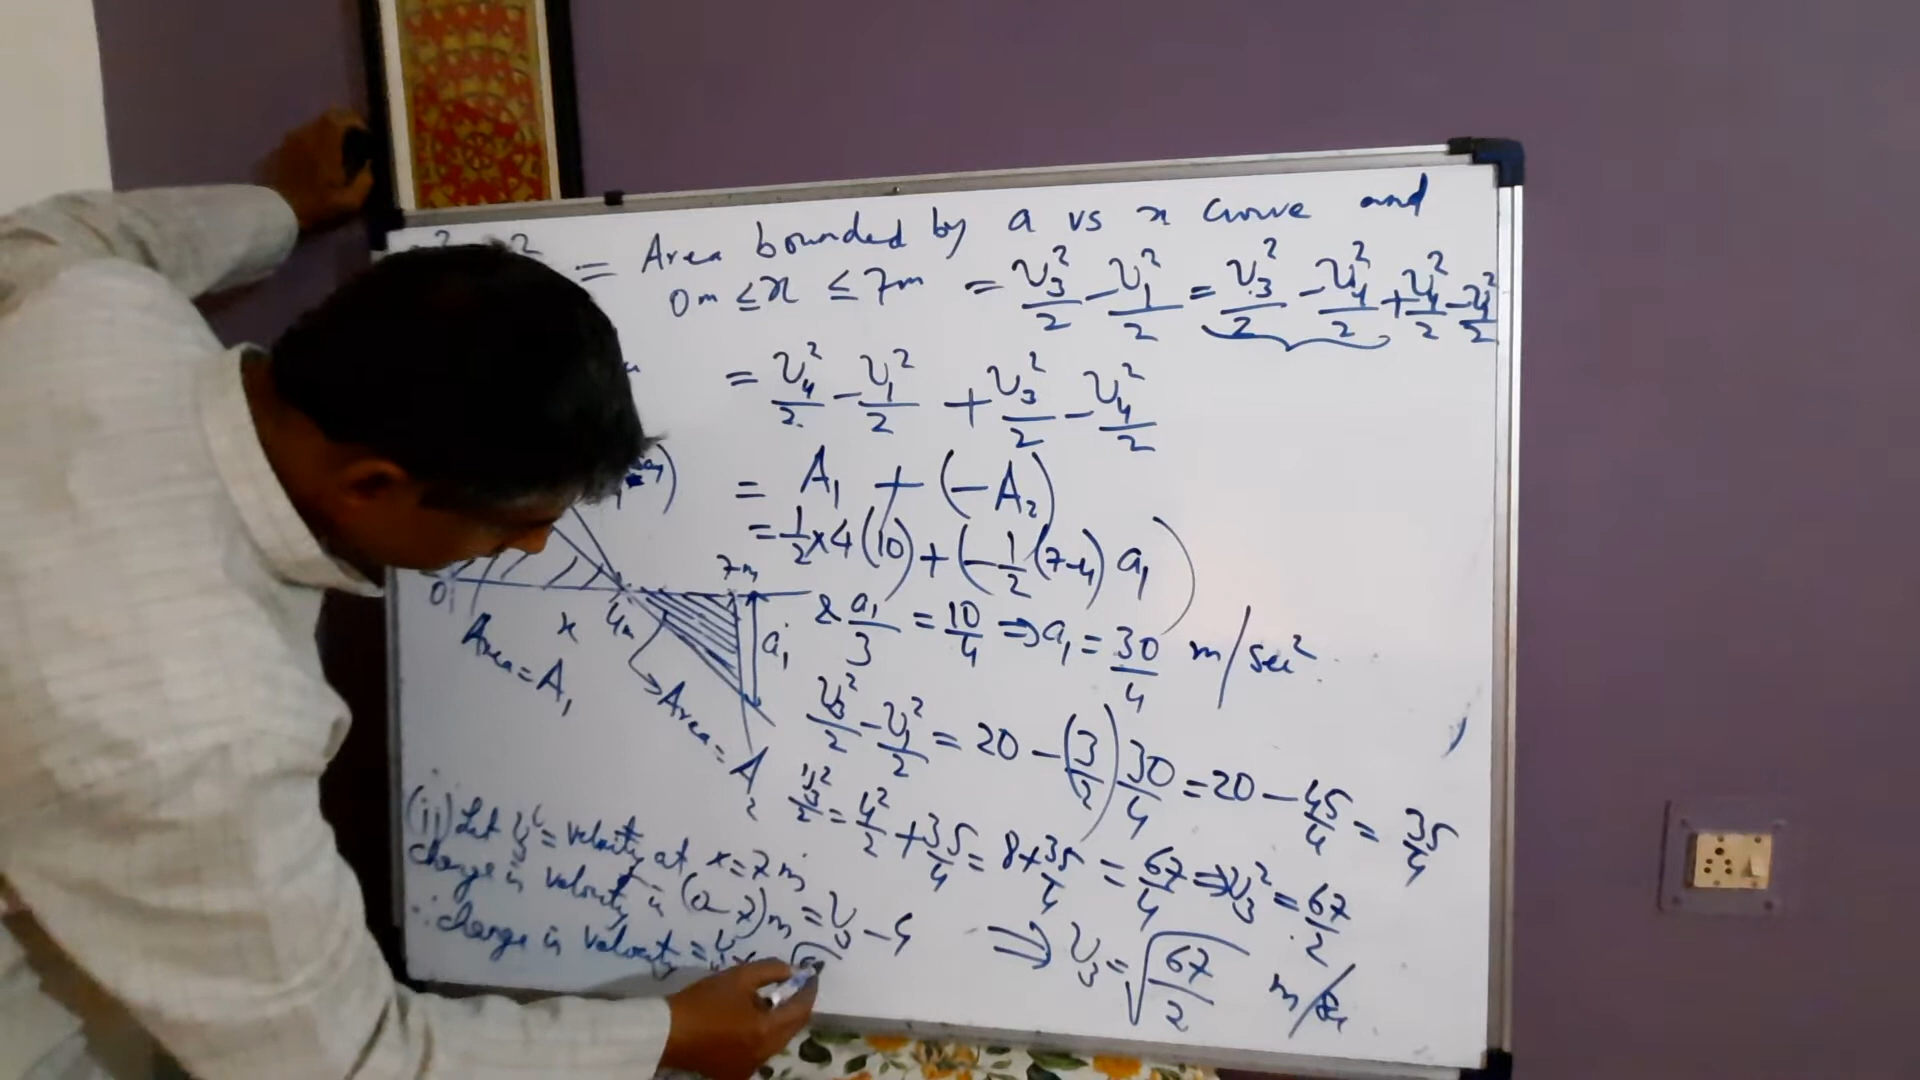 = Area bounded by a vs x curve and
0m ≤ x ≤ 7m = v₃²/2 - v₁²/2 = v₃²/2 - v₄²/2 + v₄²/2 - v₁²/2
= v₄²/2 - v₁²/2 + v₃²/2 - v₄²/2
= A₁ + (-A₂)
= 1/2 × 4 (10) + (-1/2 (7-4) a₁)
& a₁/3 = 10/4 ⇒ a₁ = 30/4 m/sec²
v₃²/2 - v₁²/2 = 20 - (3/2) 30/4 = 20 - 45/4 = 35/4
v₃²/2 = 4²/2 + 35/4 = 8 + 35/4 = 67/4 ⇒ v₃² = 67/2
⇒ v₃ = √(67/2) m/sec
0
x
4m
7m
a₁
Area = A₁
Area = A₂
(ii) Let v₃ = velocity at x = 7m
change in velocity in (0-7)m = v₃ - 4
∴ change in velocity =